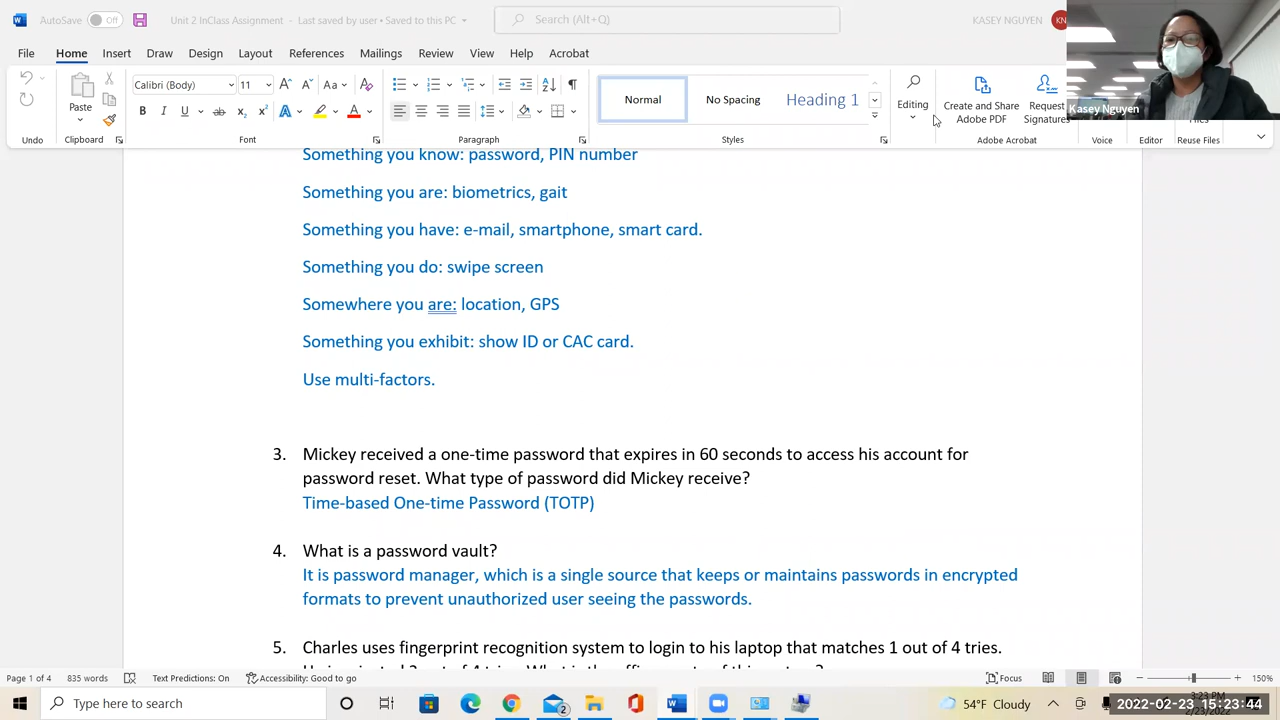 AutoSave Off Unit 2 InClass Assignment - Last saved by user • Saved to this PC Search (Alt+Q) KASEY NGUYEN KN
File Home Insert Draw Design Layout References Mailings Review View Help Acrobat
Calibri (Body) 11 Aa
Paste
Normal No Spacing Heading 1
Editing
Create and Share Adobe PDF
Request Signatures
Kasey Nguyen
Undo Clipboard Font Paragraph Styles Adobe Acrobat Voice Editor Reuse Files
Something you know: password, PIN number
Something you are: biometrics, gait
Something you have: e-mail, smartphone, smart card.
Something you do: swipe screen
Somewhere you are: location, GPS
Something you exhibit: show ID or CAC card.
Use multi-factors.
3. Mickey received a one-time password that expires in 60 seconds to access his account for
password reset. What type of password did Mickey receive?
Time-based One-time Password (TOTP)
4. What is a password vault?
It is password manager, which is a single source that keeps or maintains passwords in encrypted
formats to prevent unauthorized user seeing the passwords.
5. Charles uses fingerprint recognition system to login to his laptop that matches 1 out of 4 tries.
Page 1 of 4 835 words Text Predictions: On Accessibility: Good to go Focus 150%
Type here to search 2 54°F Cloudy 3:23 PM
2022-02-23 15:23:44
2/23/2022